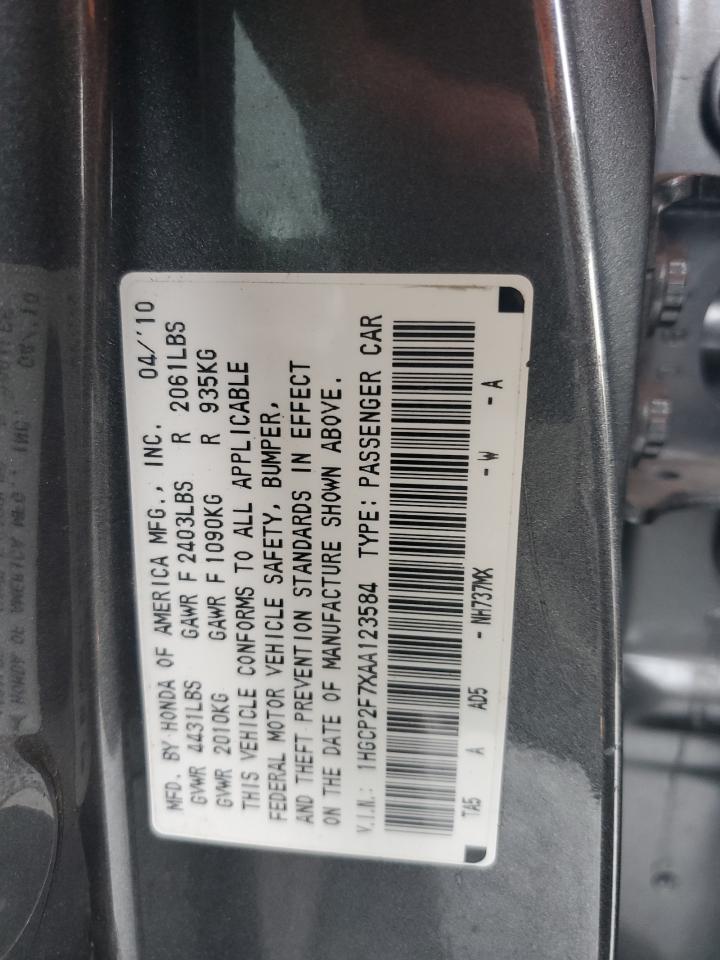 MFD. BY HONDA OF AMERICA MFG., INC. 04/'10
GVWR 4431LBS GAWR F 2403LBS R 2061LBS
GVWR 2010KG GAWR F 1090KG R 935KG
THIS VEHICLE CONFORMS TO ALL APPLICABLE
FEDERAL MOTOR VEHICLE SAFETY, BUMPER,
AND THEFT PREVENTION STANDARDS IN EFFECT
ON THE DATE OF MANUFACTURE SHOWN ABOVE.
V.I.N.: 1HGCP2F7XAA123584 TYPE: PASSENGER CAR
TA5 A AD5 - NH737MX - W - A